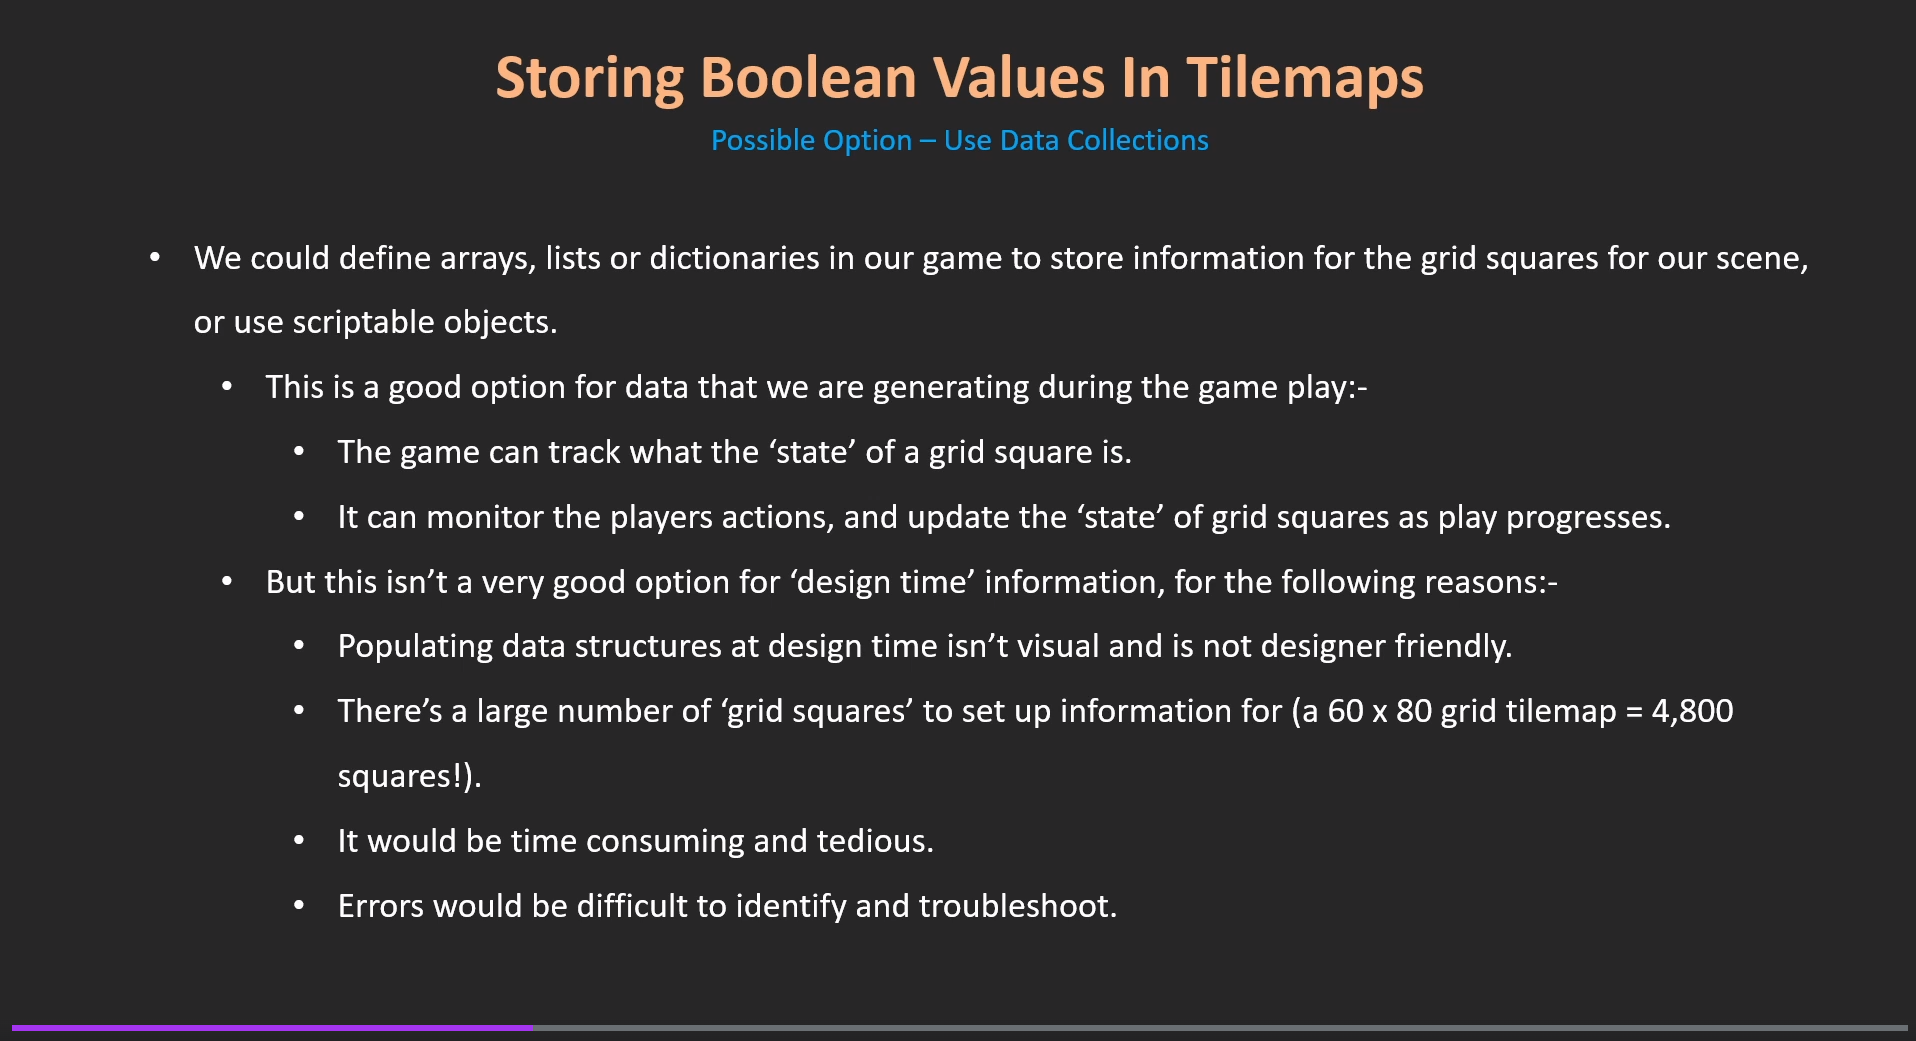 Storing Boolean Values In Tilemaps
Possible Option – Use Data Collections
• We could define arrays, lists or dictionaries in our game to store information for the grid squares for our scene,
or use scriptable objects.
• This is a good option for data that we are generating during the game play:-
• The game can track what the ‘state’ of a grid square is.
• It can monitor the players actions, and update the ‘state’ of grid squares as play progresses.
• But this isn’t a very good option for ‘design time’ information, for the following reasons:-
• Populating data structures at design time isn’t visual and is not designer friendly.
• There’s a large number of ‘grid squares’ to set up information for (a 60 x 80 grid tilemap = 4,800
squares!).
• It would be time consuming and tedious.
• Errors would be difficult to identify and troubleshoot.